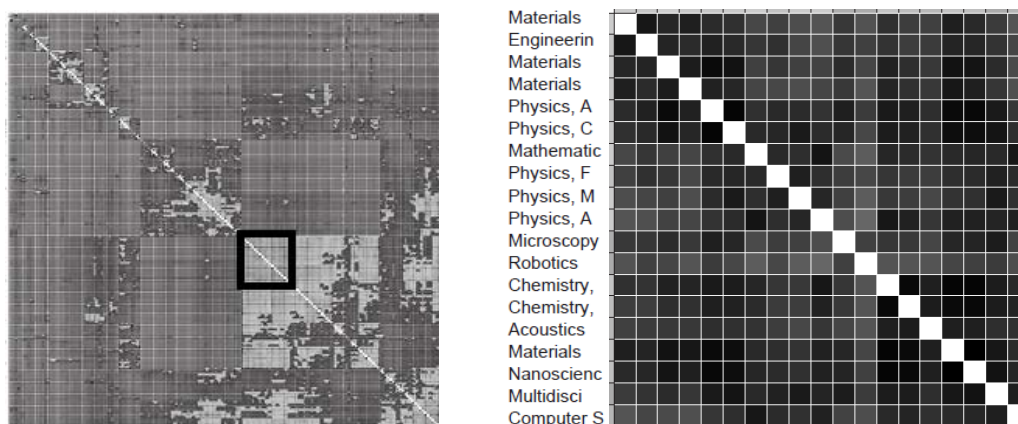 Materials
Engineerin
Materials
Materials
Physics, A
Physics, C
Mathematic
Physics, F
Physics, M
Physics, A
Microscopy
Robotics
Chemistry,
Chemistry,
Acoustics
Materials
Nanoscienc
Multidisci
Computer S